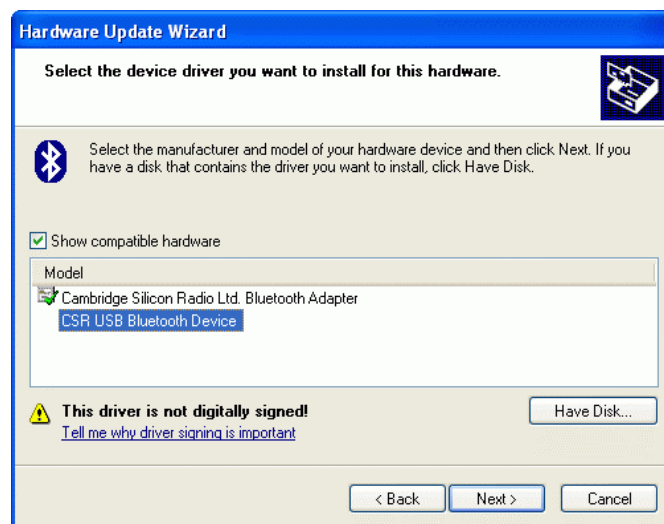 Hardware Update Wizard
Select the device driver you want to install for this hardware.
Select the manufacturer and model of your hardware device and then click Next. If you
have a disk that contains the driver you want to install, click Have Disk.
Show compatible hardware
Model
Cambridge Silicon Radio Ltd. Bluetooth Adapter
CSR USB Bluetooth Device
This driver is not digitally signed!
Have Disk...
Tell me why driver signing is important
< Back
Next >
Cancel